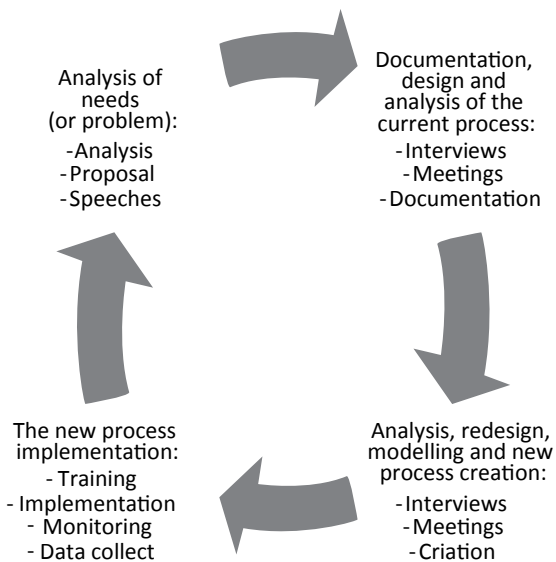 Analysis of
needs
(or problem):
-Analysis
-Proposal
-Speeches
Documentation,
design and
analysis of the
current process:
-Interviews
-Meetings
-Documentation
Analysis, redesign,
modelling and new
process creation:
-Interviews
-Meetings
-Criation
The new process
implementation:
- Training
- Implementation
- Monitoring
- Data collect